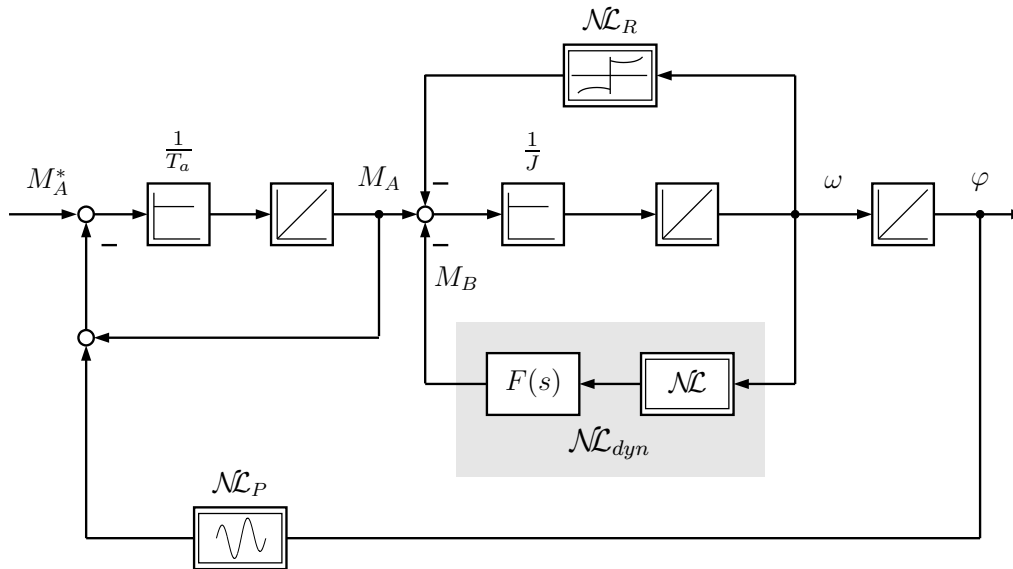 𝒩ℒ_R
1/T_a
1/J
M_A^*
M_A
ω
φ
−
−
−
M_B
F(s)
𝒩ℒ
𝒩ℒ_dyn
𝒩ℒ_P